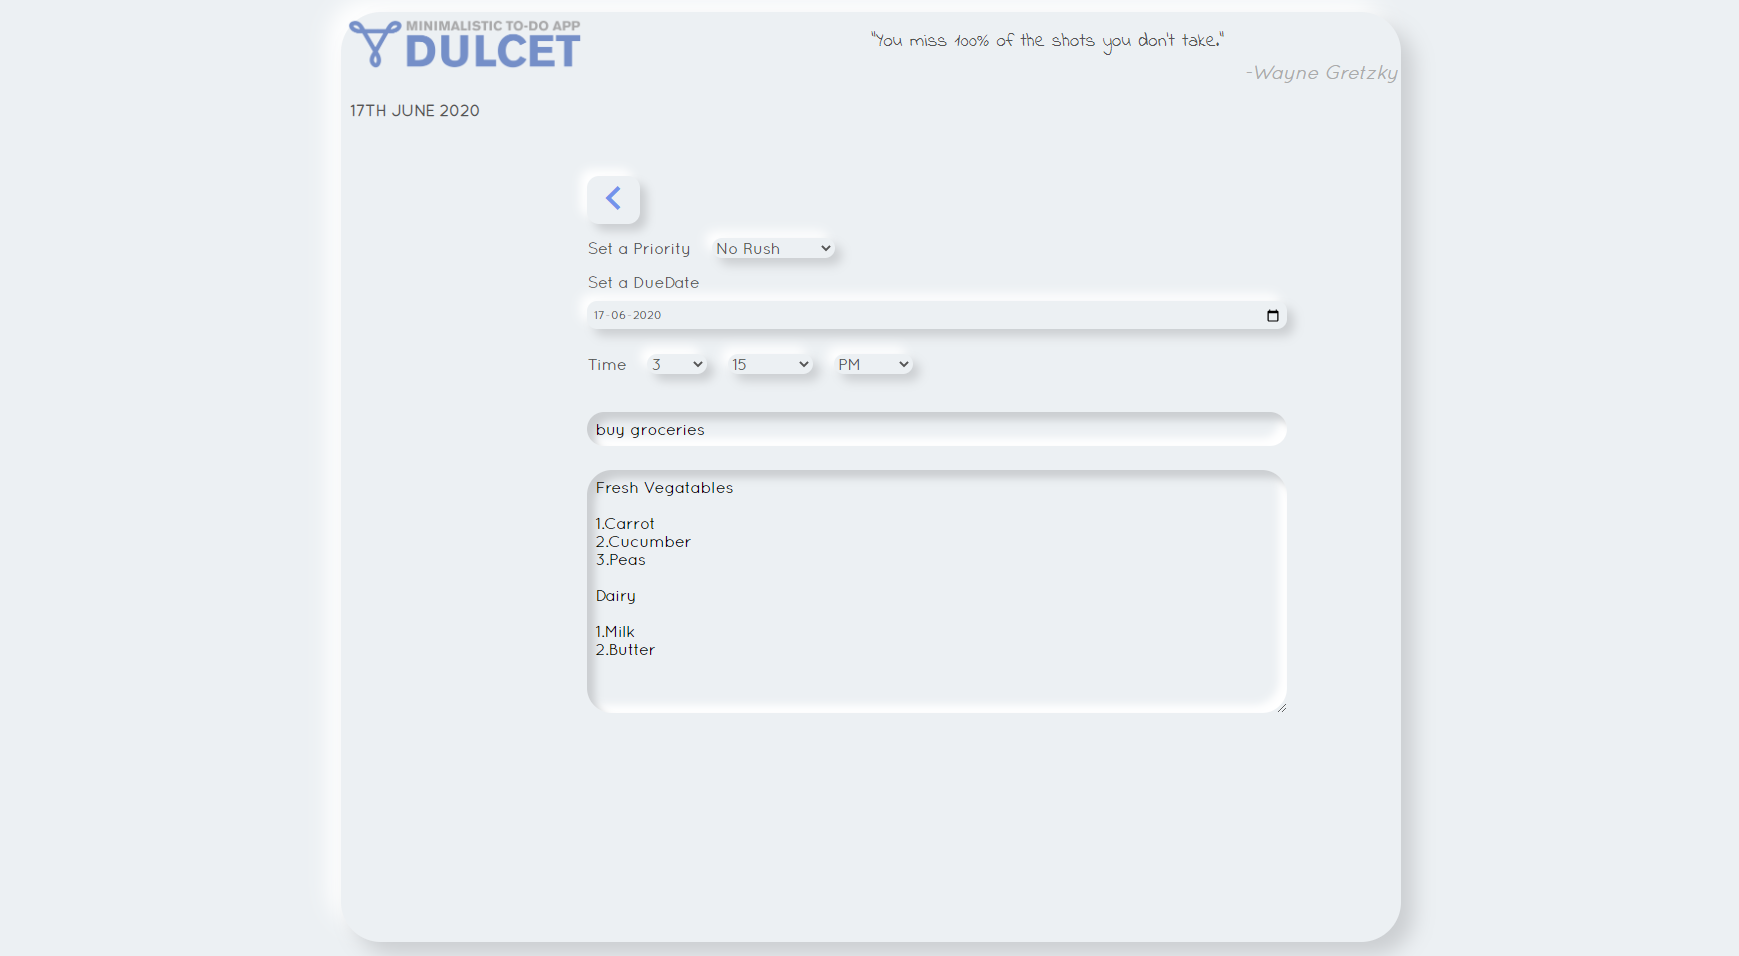 MINIMALISTIC TO-DO APP
DULCET
"You miss 100% of the shots you don't take."
-Wayne Gretzky
17TH JUNE 2020
Set a Priority No Rush
Set a DueDate
17-06-2020
Time 3 15 PM
buy groceries
Fresh Vegatables
1.Carrot
2.Cucumber
3.Peas
Dairy
1.Milk
2.Butter